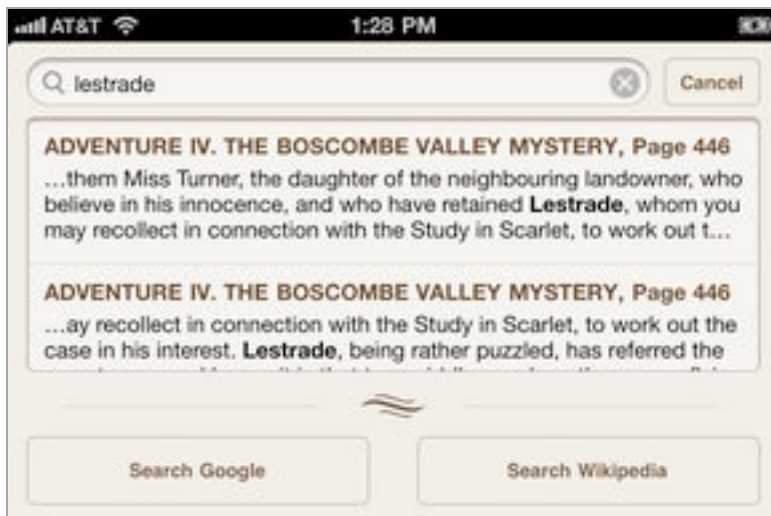 AT&T 1:28 PM
lestrade Cancel
ADVENTURE IV. THE BOSCOMBE VALLEY MYSTERY, Page 446
...them Miss Turner, the daughter of the neighbouring landowner, who
believe in his innocence, and who have retained Lestrade, whom you
may recollect in connection with the Study in Scarlet, to work out t...
ADVENTURE IV. THE BOSCOMBE VALLEY MYSTERY, Page 446
...ay recollect in connection with the Study in Scarlet, to work out the
case in his interest. Lestrade, being rather puzzled, has referred the
Search Google Search Wikipedia